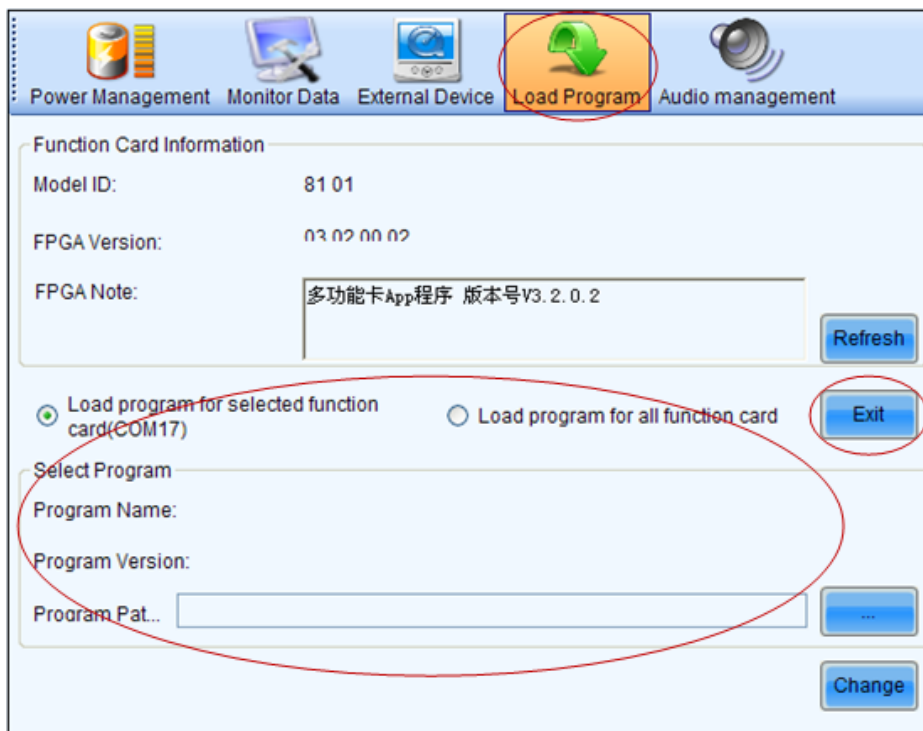 Power Management Monitor Data External Device Load Program Audio management
Function Card Information
Model ID: 81 01
FPGA Version: 03 02 00 02
FPGA Note: 多功能卡App程序 版本号V3.2.0.2
Refresh
Load program for selected function
card(COM17)
Load program for all function card
Exit
Select Program
Program Name:
Program Version:
Program Pat...
...
Change